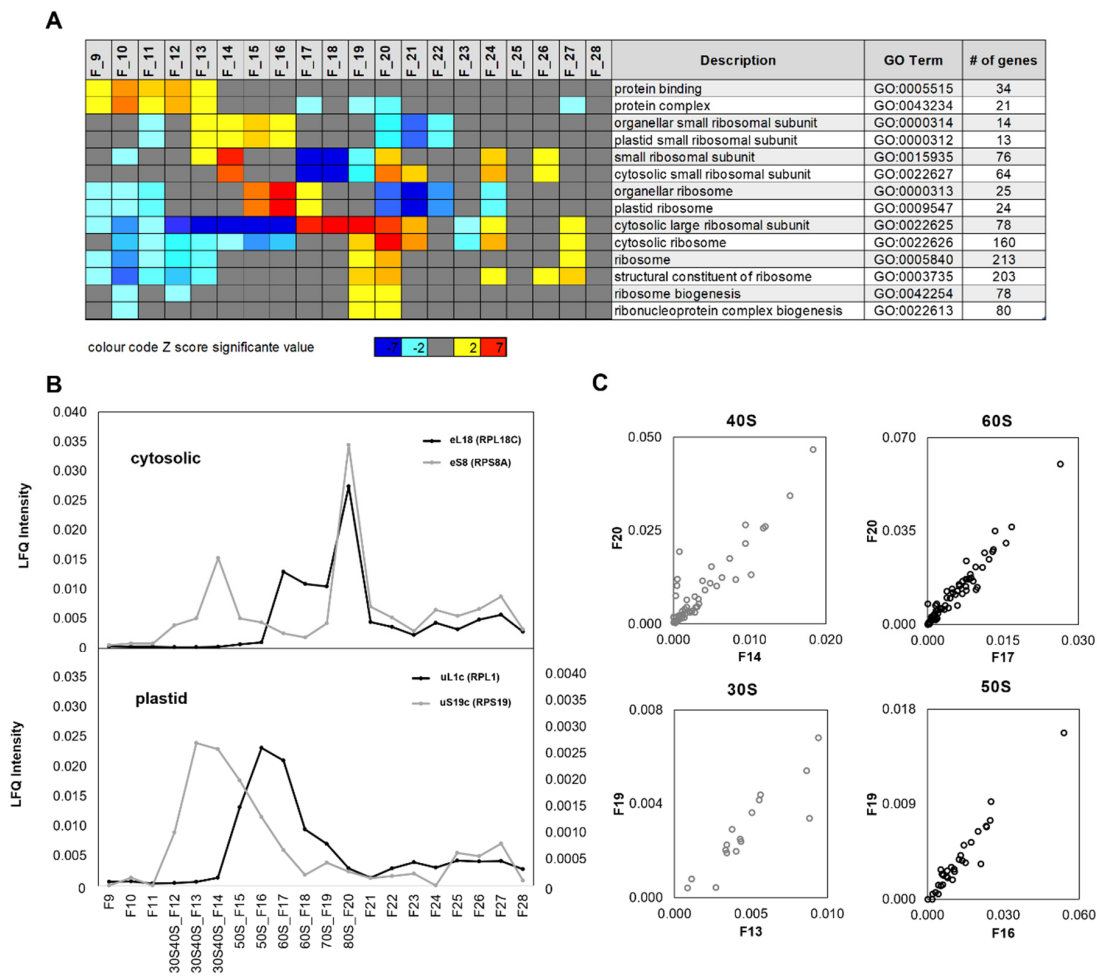 A
F_9 F_10 F_11 F_12 F_13 F_14 F_15 F_16 F_17 F_18 F_19 F_20 F_21 F_22 F_23 F_24 F_25 F_26 F_27 F_28 Description GO Term # of genes
protein binding GO:0005515 34
protein complex GO:0043234 21
organellar small ribosomal subunit GO:0000314 14
plastid small ribosomal subunit GO:0000312 13
small ribosomal subunit GO:0015935 76
cytosolic small ribosomal subunit GO:0022627 64
organellar ribosome GO:0000313 25
plastid ribosome GO:0009547 24
cytosolic large ribosomal subunit GO:0022625 78
cytosolic ribosome GO:0022626 160
ribosome GO:0005840 213
structural constituent of ribosome GO:0003735 203
ribosome biogenesis GO:0042254 78
ribonucleoprotein complex biogenesis GO:0022613 80
colour code Z score significante value -7 -2 2 7
B
LFQ Intensity
0.040
0.035
0.030
0.025
0.020
0.015
0.010
0.005
0
cytosolic
eL18 (RPL18C)
eS8 (RPS8A)
LFQ Intensity
0.035
0.030
0.025
0.020
0.015
0.010
0.005
0
plastid
uL1c (RPL1)
uS19c (RPS19)
0.0040
0.0035
0.0030
0.0025
0.0020
0.0015
0.0010
0.0005
0
F9 F10 F11 30S40S_F12 30S40S_F13 30S40S_F14 50S_F15 50S_F16 60S_F17 60S_F18 70S_F19 80S_F20 F21 F22 F23 F24 F25 F26 F27 F28
C
40S
F20
0.050
0.025
0.000
0.000 0.010 0.020
F14
60S
F20
0.070
0.035
0.000
0.000 0.015 0.030
F17
30S
F19
0.008
0.004
0.000
0.000 0.005 0.010
F13
50S
F19
0.018
0.009
0.000
0.000 0.030 0.060
F16